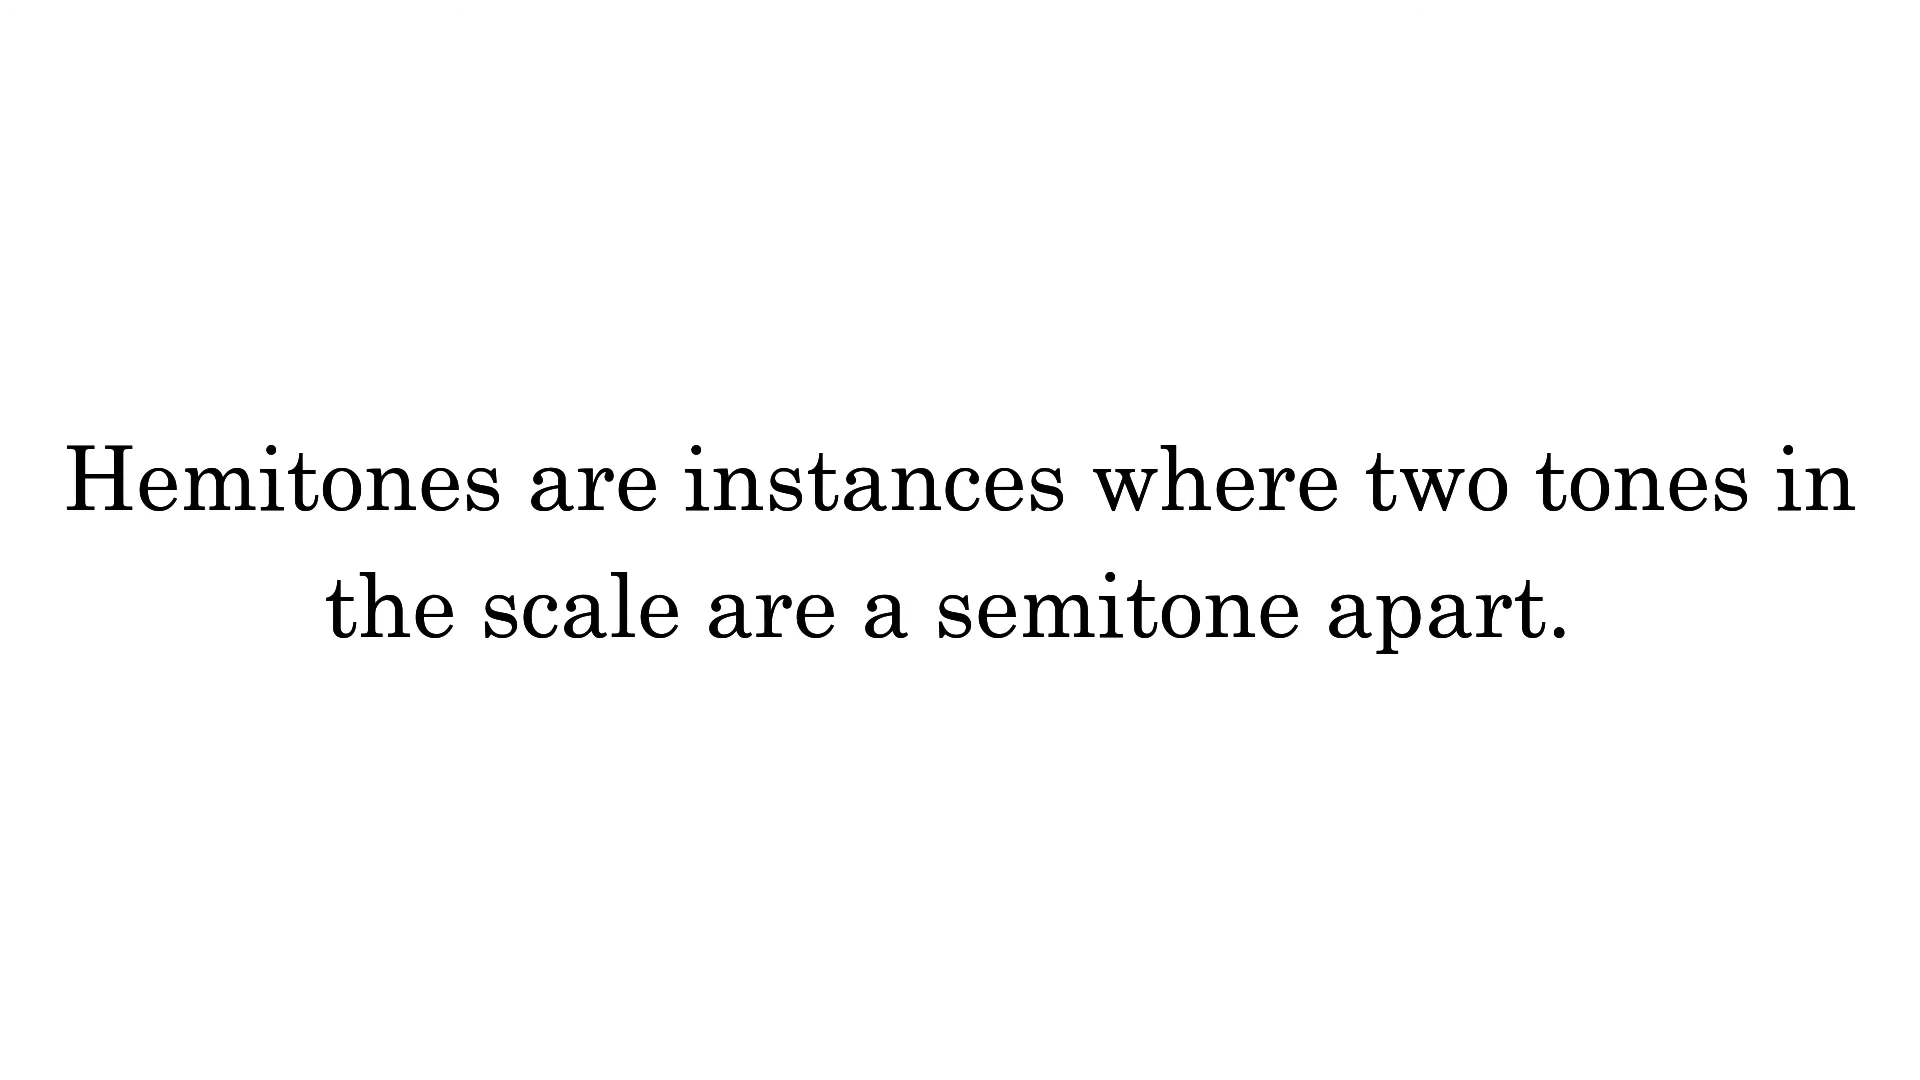 Hemitones are instances where two tones in
the scale are a semitone apart.